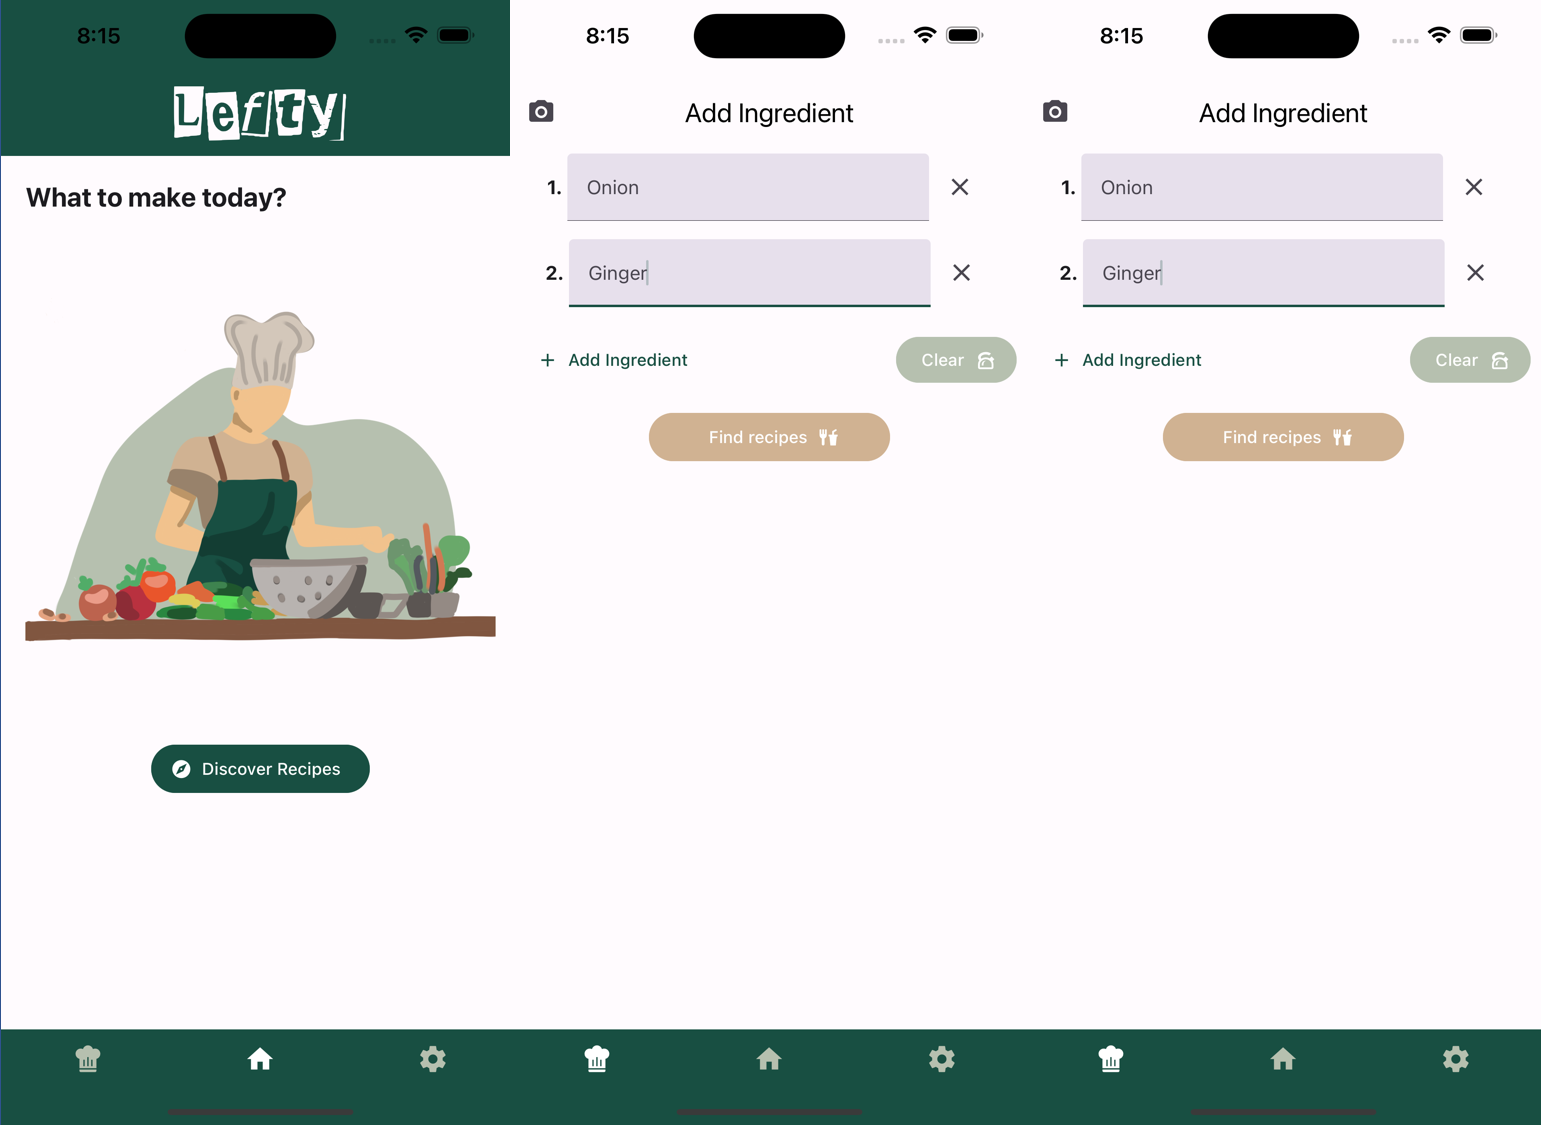 8:15
Lefty
What to make today?
Discover Recipes
8:15
Add Ingredient
1. Onion
2. Ginger
+ Add Ingredient
Clear
Find recipes
8:15
Add Ingredient
1. Onion
2. Ginger
+ Add Ingredient
Clear
Find recipes